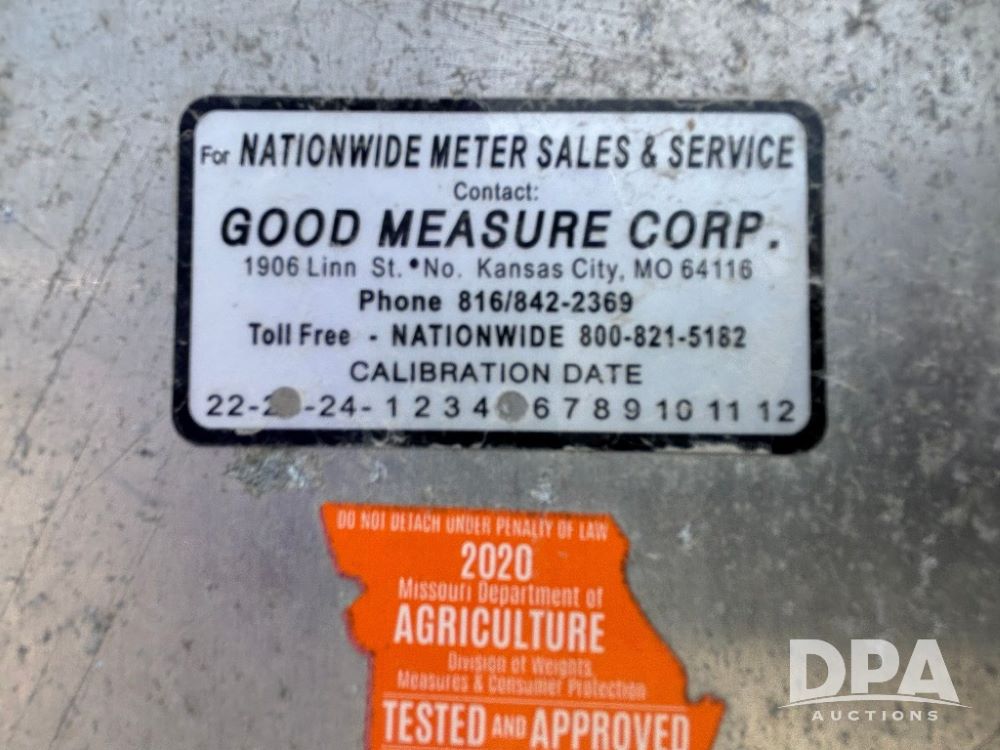 For NATIONWIDE METER SALES & SERVICE
Contact:
GOOD MEASURE CORP.
1906 Linn St. • No. Kansas City, MO 64116
Phone 816/842-2369
Toll Free - NATIONWIDE 800-821-5182
CALIBRATION DATE
22-2 -24- 1 2 3 4 6 7 8 9 10 11 12
DO NOT DETACH UNDER PENALTY OF LAW
2020
Missouri Department of
AGRICULTURE
Division of Weights
Measures & Consumer Protection
TESTED AND APPROVED
DPA
AUCTIONS